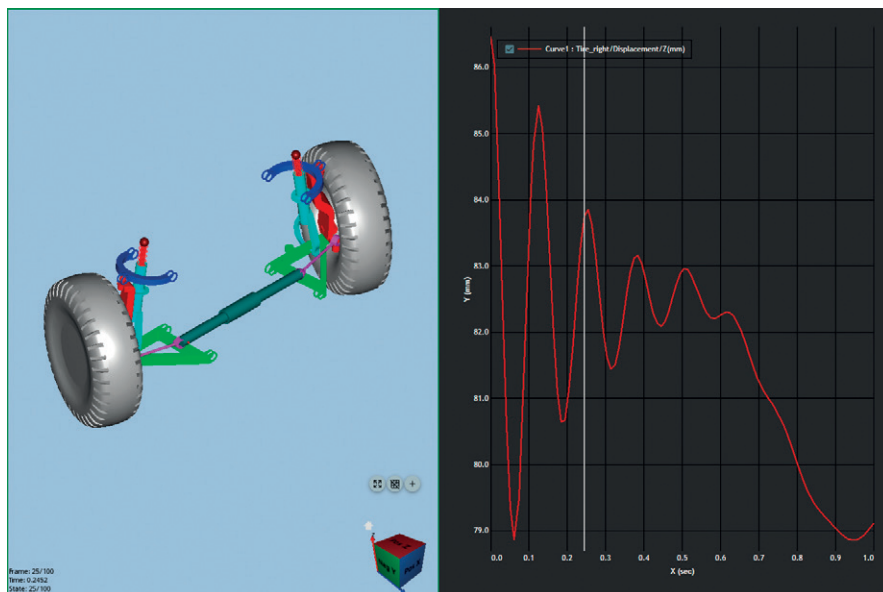 Curve1 : Tire_right/Displacement/Z(mm)
86.0
85.0
84.0
83.0
82.0
81.0
80.0
79.0
Y (mm)
0.0 0.1 0.2 0.3 0.4 0.5 0.6 0.7 0.8 0.9 1.0
X (sec)
Frame: 25/100
Time: 0.2452
State: 25/100